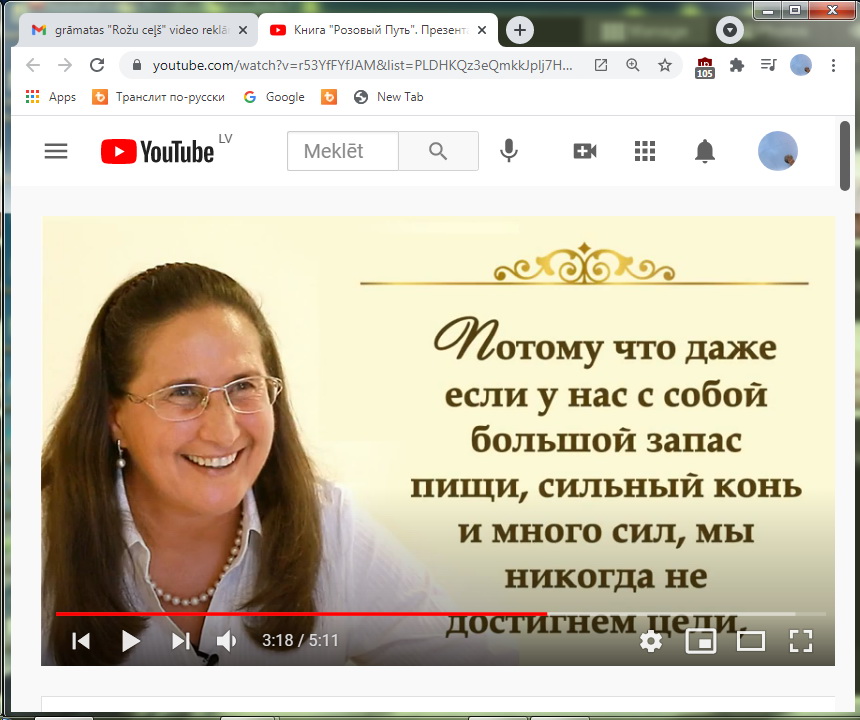 grāmatas "Rožu ceļš" video reklā
Книга "Розовый Путь". Презента
youtube.com/watch?v=r53YfFYfJAM&list=PLDHKQz3eQmkkJpIj7H...
105
Apps
Транслит по-русски
Google
New Tab
YouTube LV
Meklēt
Потому что даже
если у нас с собой
большой запас
пищи, сильный конь
и много сил, мы
никогда не
достигнем цели.
3:18 / 5:11